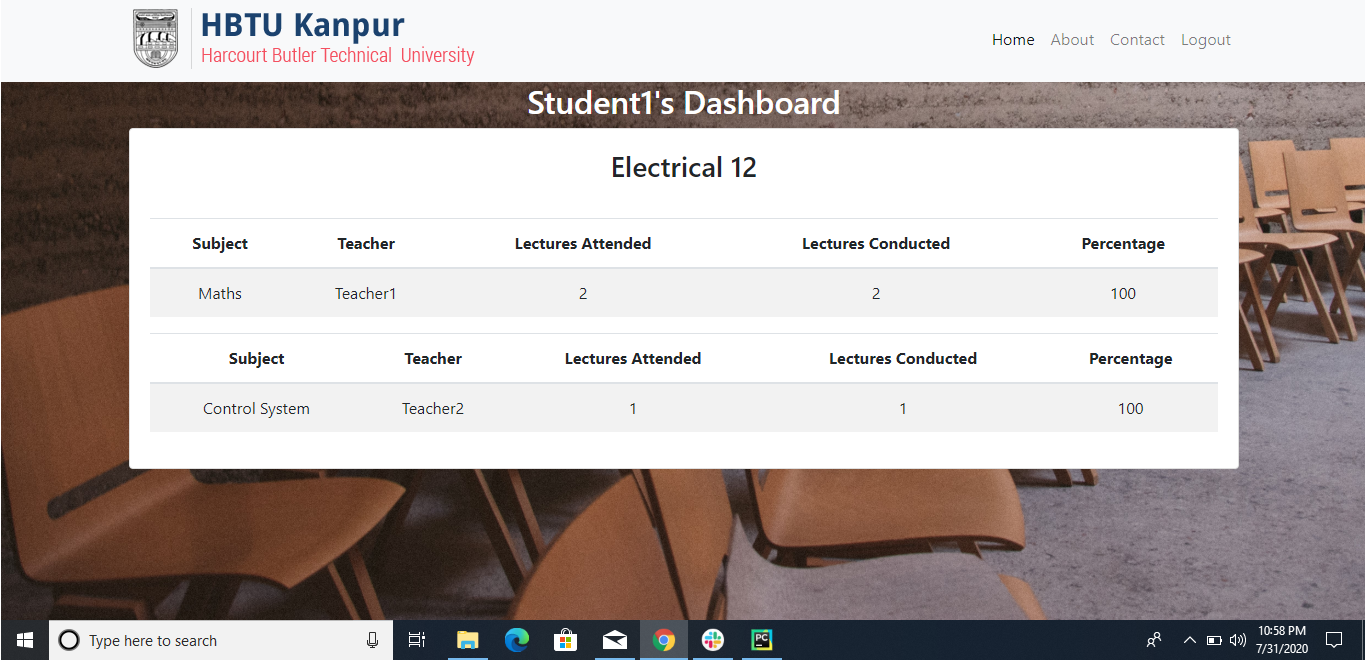 HBTU Kanpur
Harcourt Butler Technical University
Home About Contact Logout
Student1's Dashboard
Electrical 12
Subject Teacher Lectures Attended Lectures Conducted Percentage
Maths Teacher1 2 2 100
Subject Teacher Lectures Attended Lectures Conducted Percentage
Control System Teacher2 1 1 100
Type here to search
PC
10:58 PM
7/31/2020